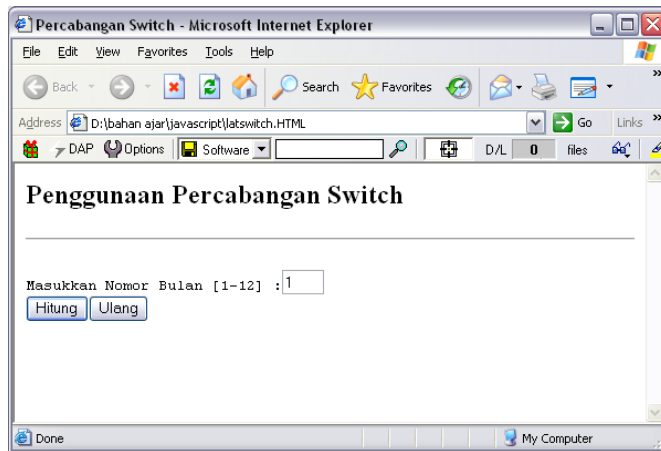 Percabangan Switch - Microsoft Internet Explorer
File Edit View Favorites Tools Help
Back Search Favorites »
Address D:\bahan ajar\javascript\latswitch.HTML Go Links »
DAP Options Software D/L 0 files
Penggunaan Percabangan Switch
Masukkan Nomor Bulan [1-12] :1
Hitung Ulang
Done My Computer